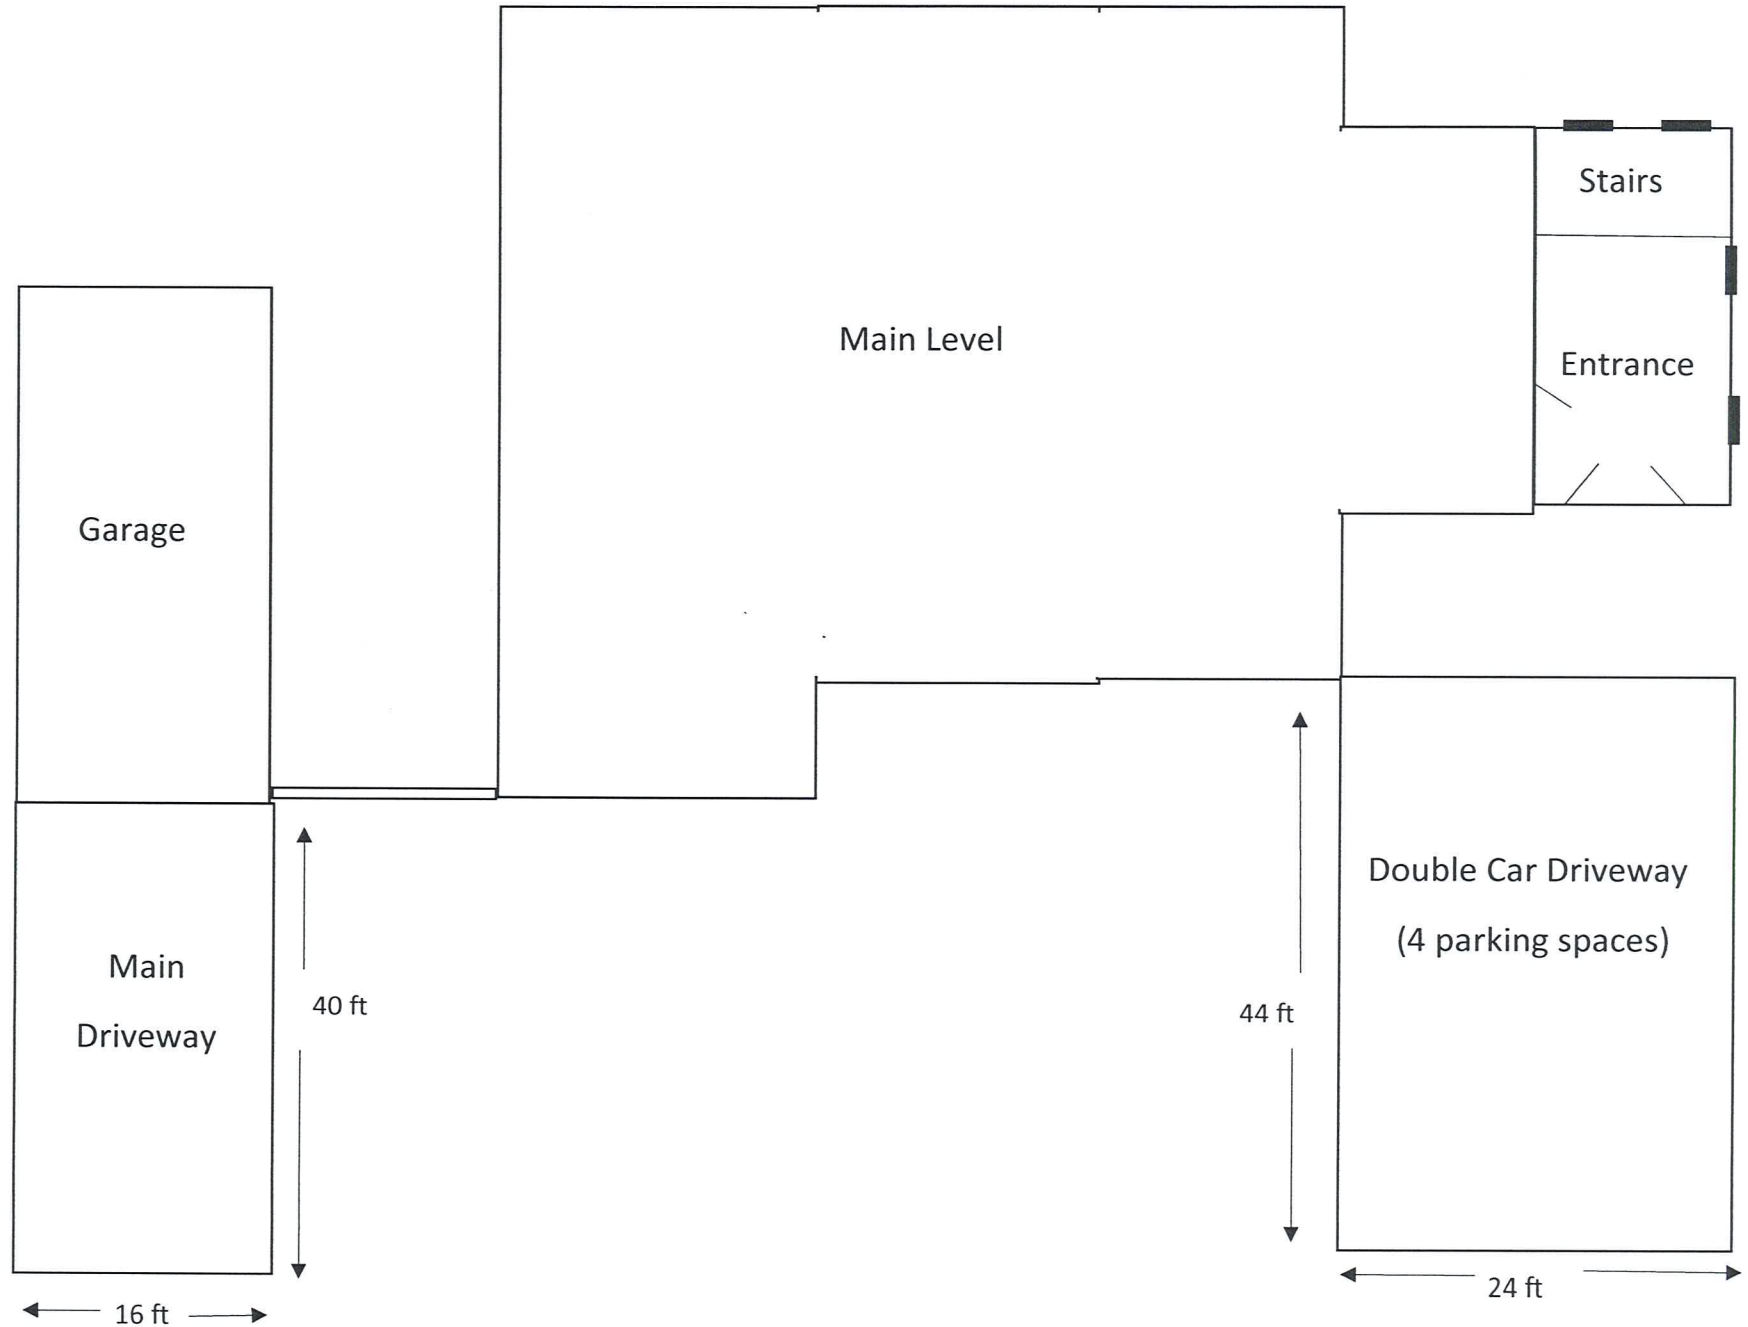 Stairs
Main Level
Entrance
Garage
Double Car Driveway
(4 parking spaces)
Main
Driveway
40 ft
44 ft
16 ft
24 ft